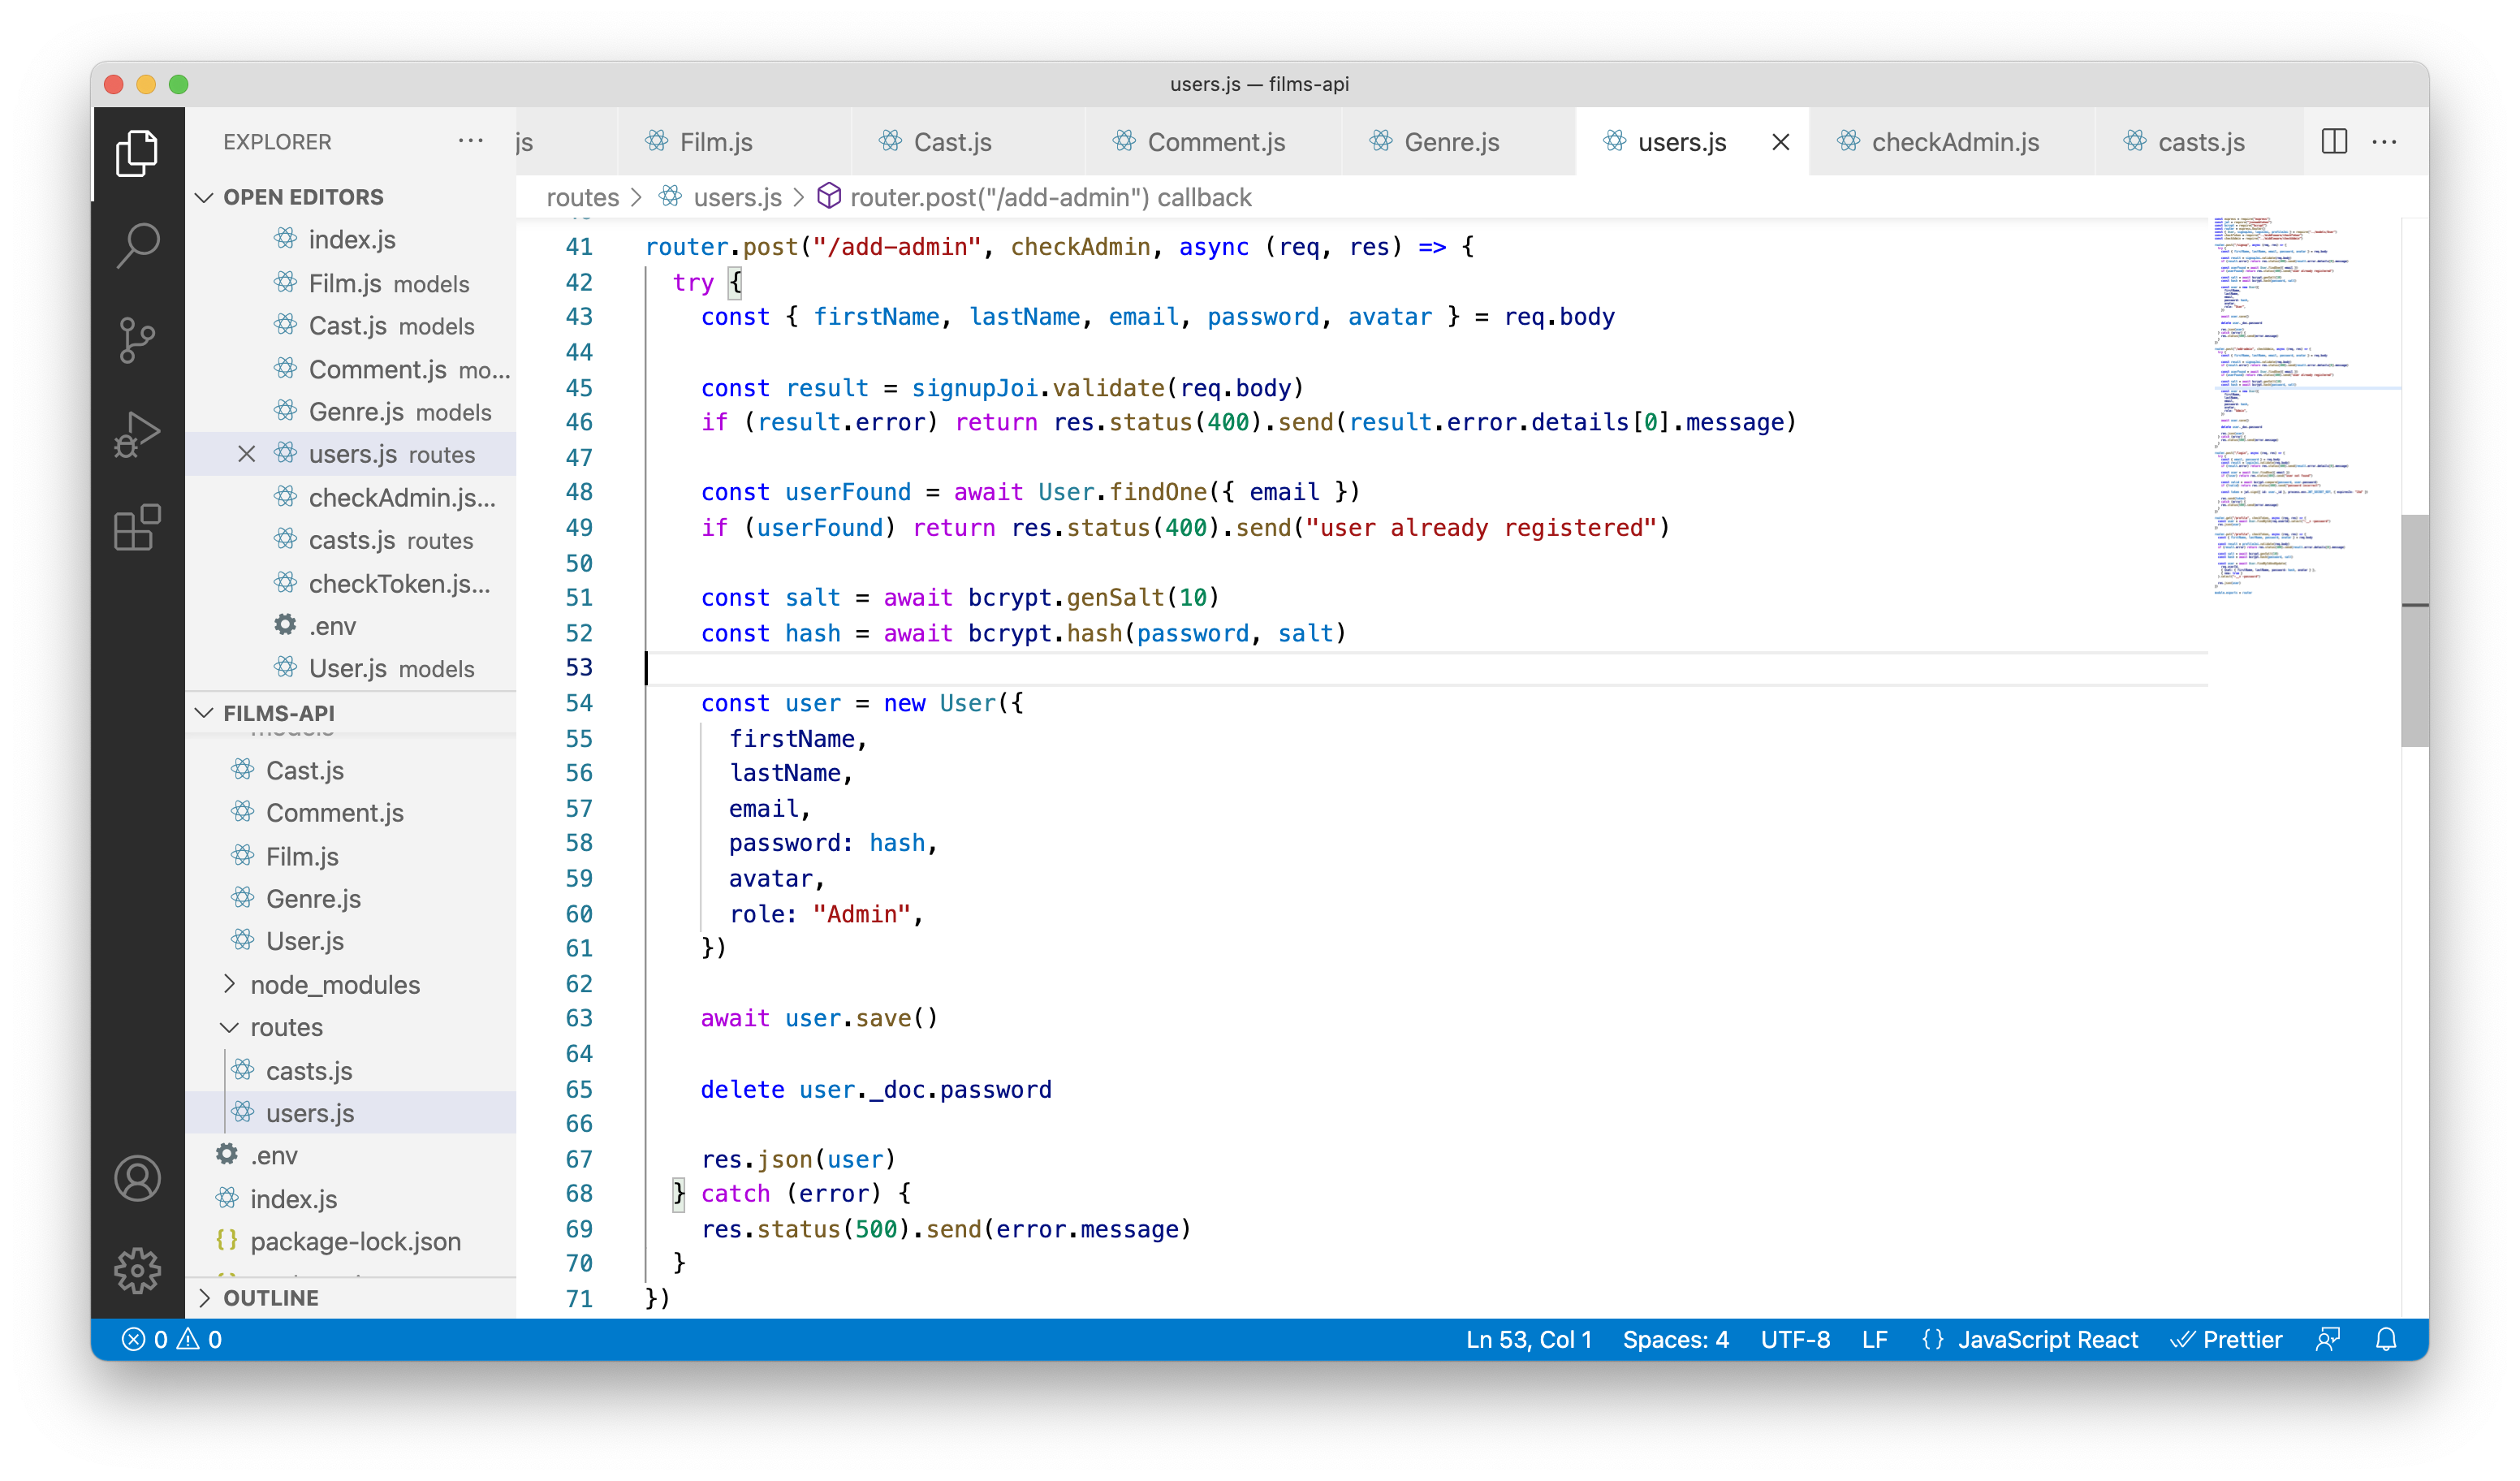 users.js — films-api
EXPLORER
js
Film.js
Cast.js
Comment.js
Genre.js
users.js
checkAdmin.js
casts.js
OPEN EDITORS
index.js
Film.js models
Cast.js models
Comment.js mo...
Genre.js models
users.js routes
checkAdmin.js...
casts.js routes
checkToken.js...
.env
User.js models
FILMS-API
models
Cast.js
Comment.js
Film.js
Genre.js
User.js
node_modules
routes
casts.js
users.js
.env
index.js
{} package-lock.json
OUTLINE
routes > users.js > router.post("/add-admin") callback
41 router.post("/add-admin", checkAdmin, async (req, res) => {
42 try {
43 const { firstName, lastName, email, password, avatar } = req.body
44
45 const result = signupJoi.validate(req.body)
46 if (result.error) return res.status(400).send(result.error.details[0].message)
47
48 const userFound = await User.findOne({ email })
49 if (userFound) return res.status(400).send("user already registered")
50
51 const salt = await bcrypt.genSalt(10)
52 const hash = await bcrypt.hash(password, salt)
53
54 const user = new User({
55 firstName,
56 lastName,
57 email,
58 password: hash,
59 avatar,
60 role: "Admin",
61 })
62
63 await user.save()
64
65 delete user._doc.password
66
67 res.json(user)
68 } catch (error) {
69 res.status(500).send(error.message)
70 }
71 })
0 0
Ln 53, Col 1 Spaces: 4 UTF-8 LF {} JavaScript React Prettier